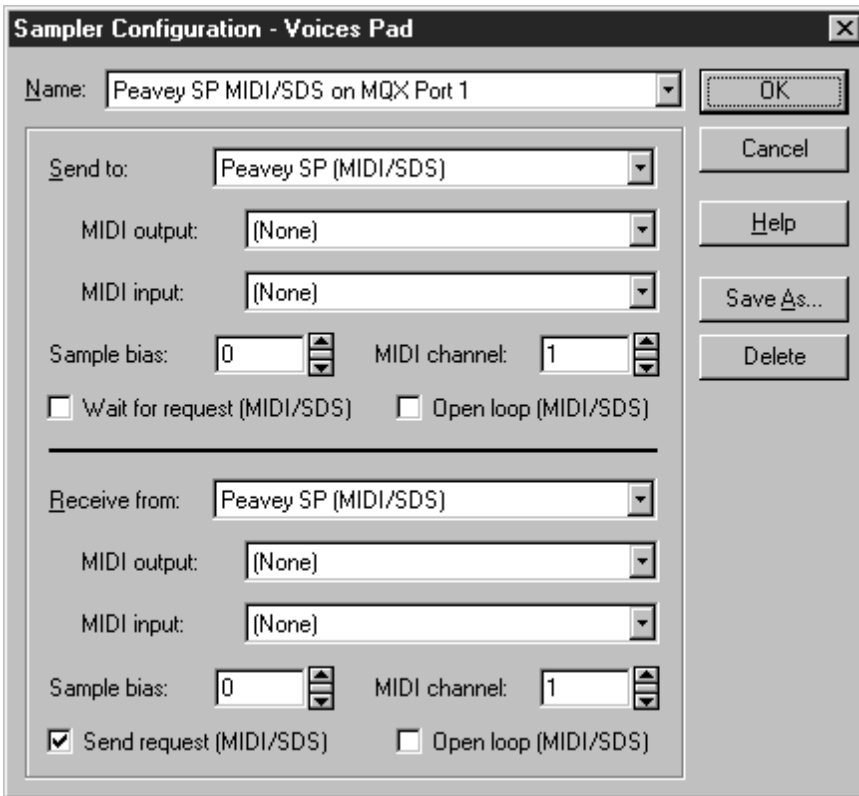 Sampler Configuration - Voices Pad
Name: Peavey SP MIDI/SDS on MQX Port 1
OK
Cancel
Help
Save As...
Delete
Send to: Peavey SP (MIDI/SDS)
MIDI output: (None)
MIDI input: (None)
Sample bias: 0 MIDI channel: 1
Wait for request (MIDI/SDS) Open loop (MIDI/SDS)
Receive from: Peavey SP (MIDI/SDS)
MIDI output: (None)
MIDI input: (None)
Sample bias: 0 MIDI channel: 1
Send request (MIDI/SDS) Open loop (MIDI/SDS)